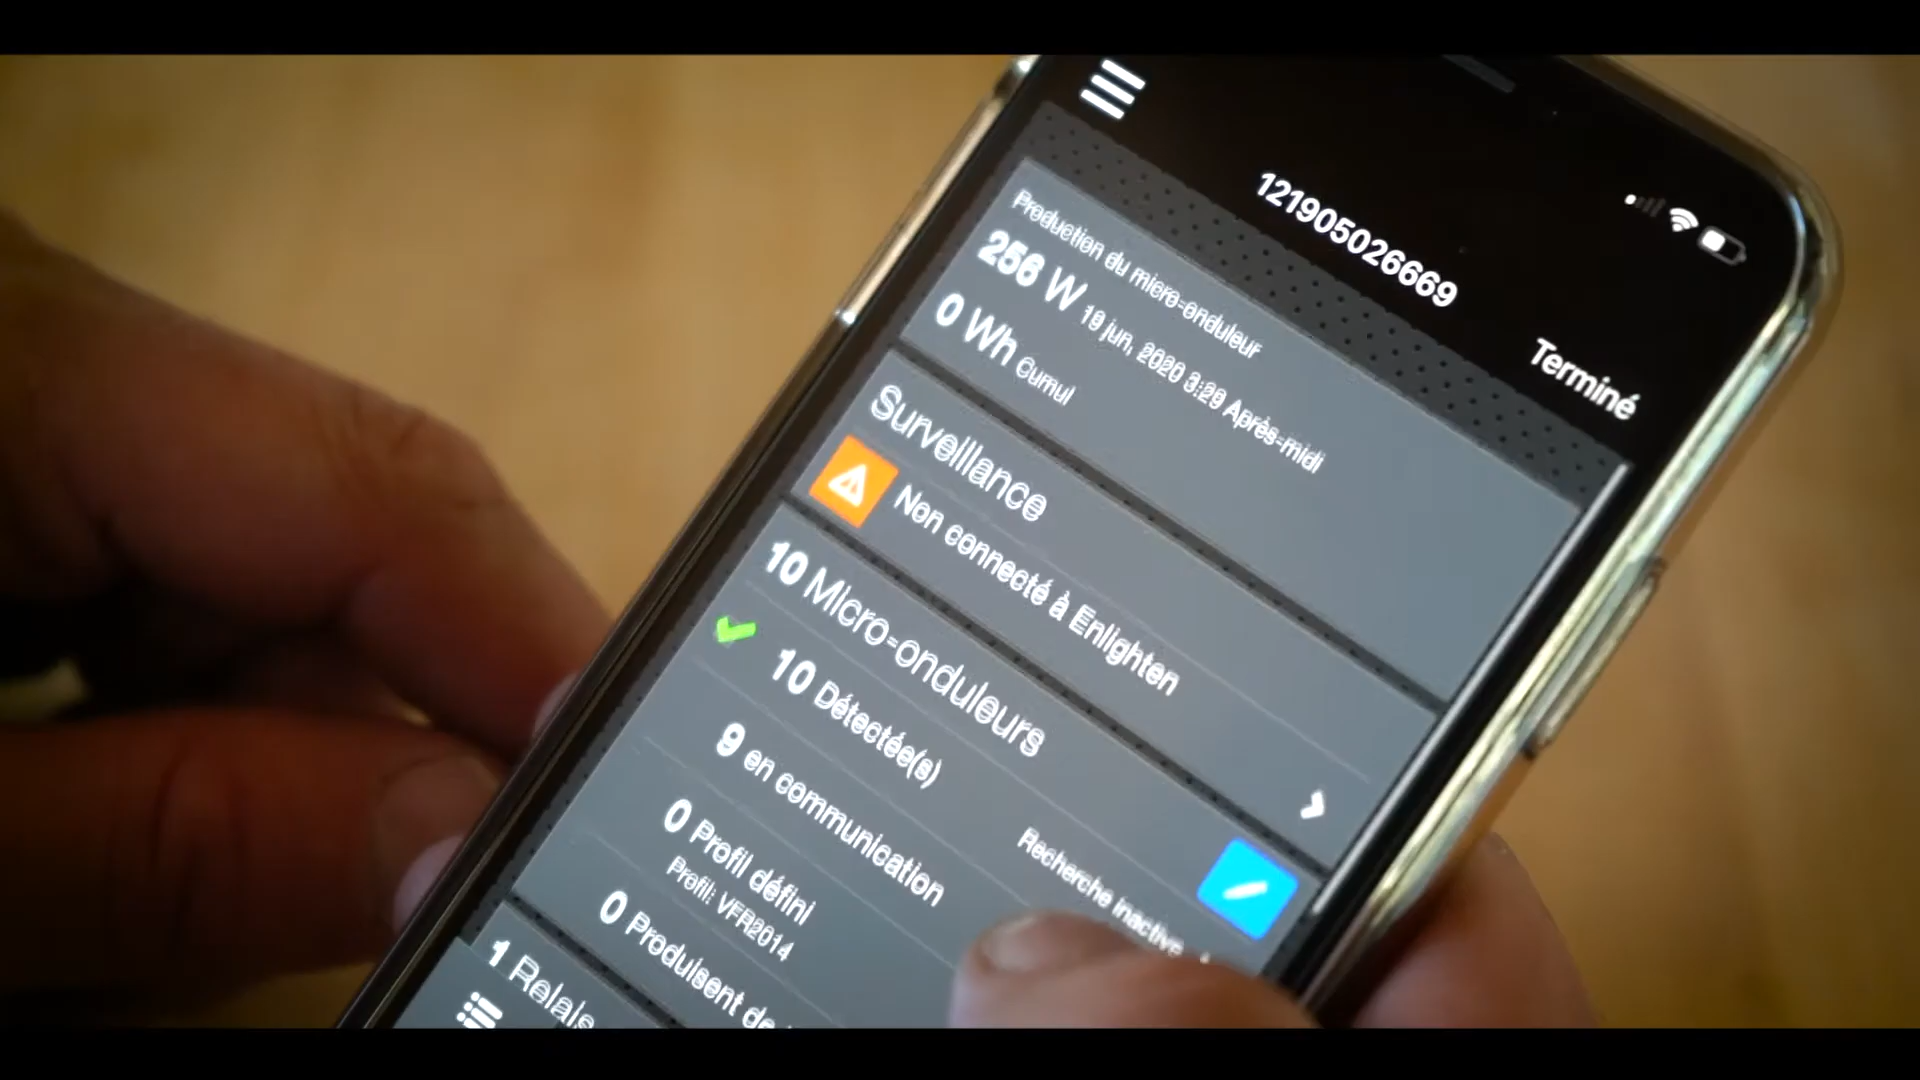 121905026669
Terminé
Production du micro-onduleur
256 W 19 jun, 2020 3:29 Après-midi
0 Wh Cumul
Surveillance
Non connecté à Enlighten
10 Micro-onduleurs
10 Détectée(s)
9 en communication
Recherche inactive
0 Profil défini
Profil: VFR2014
0 Produisent de
1 Relais